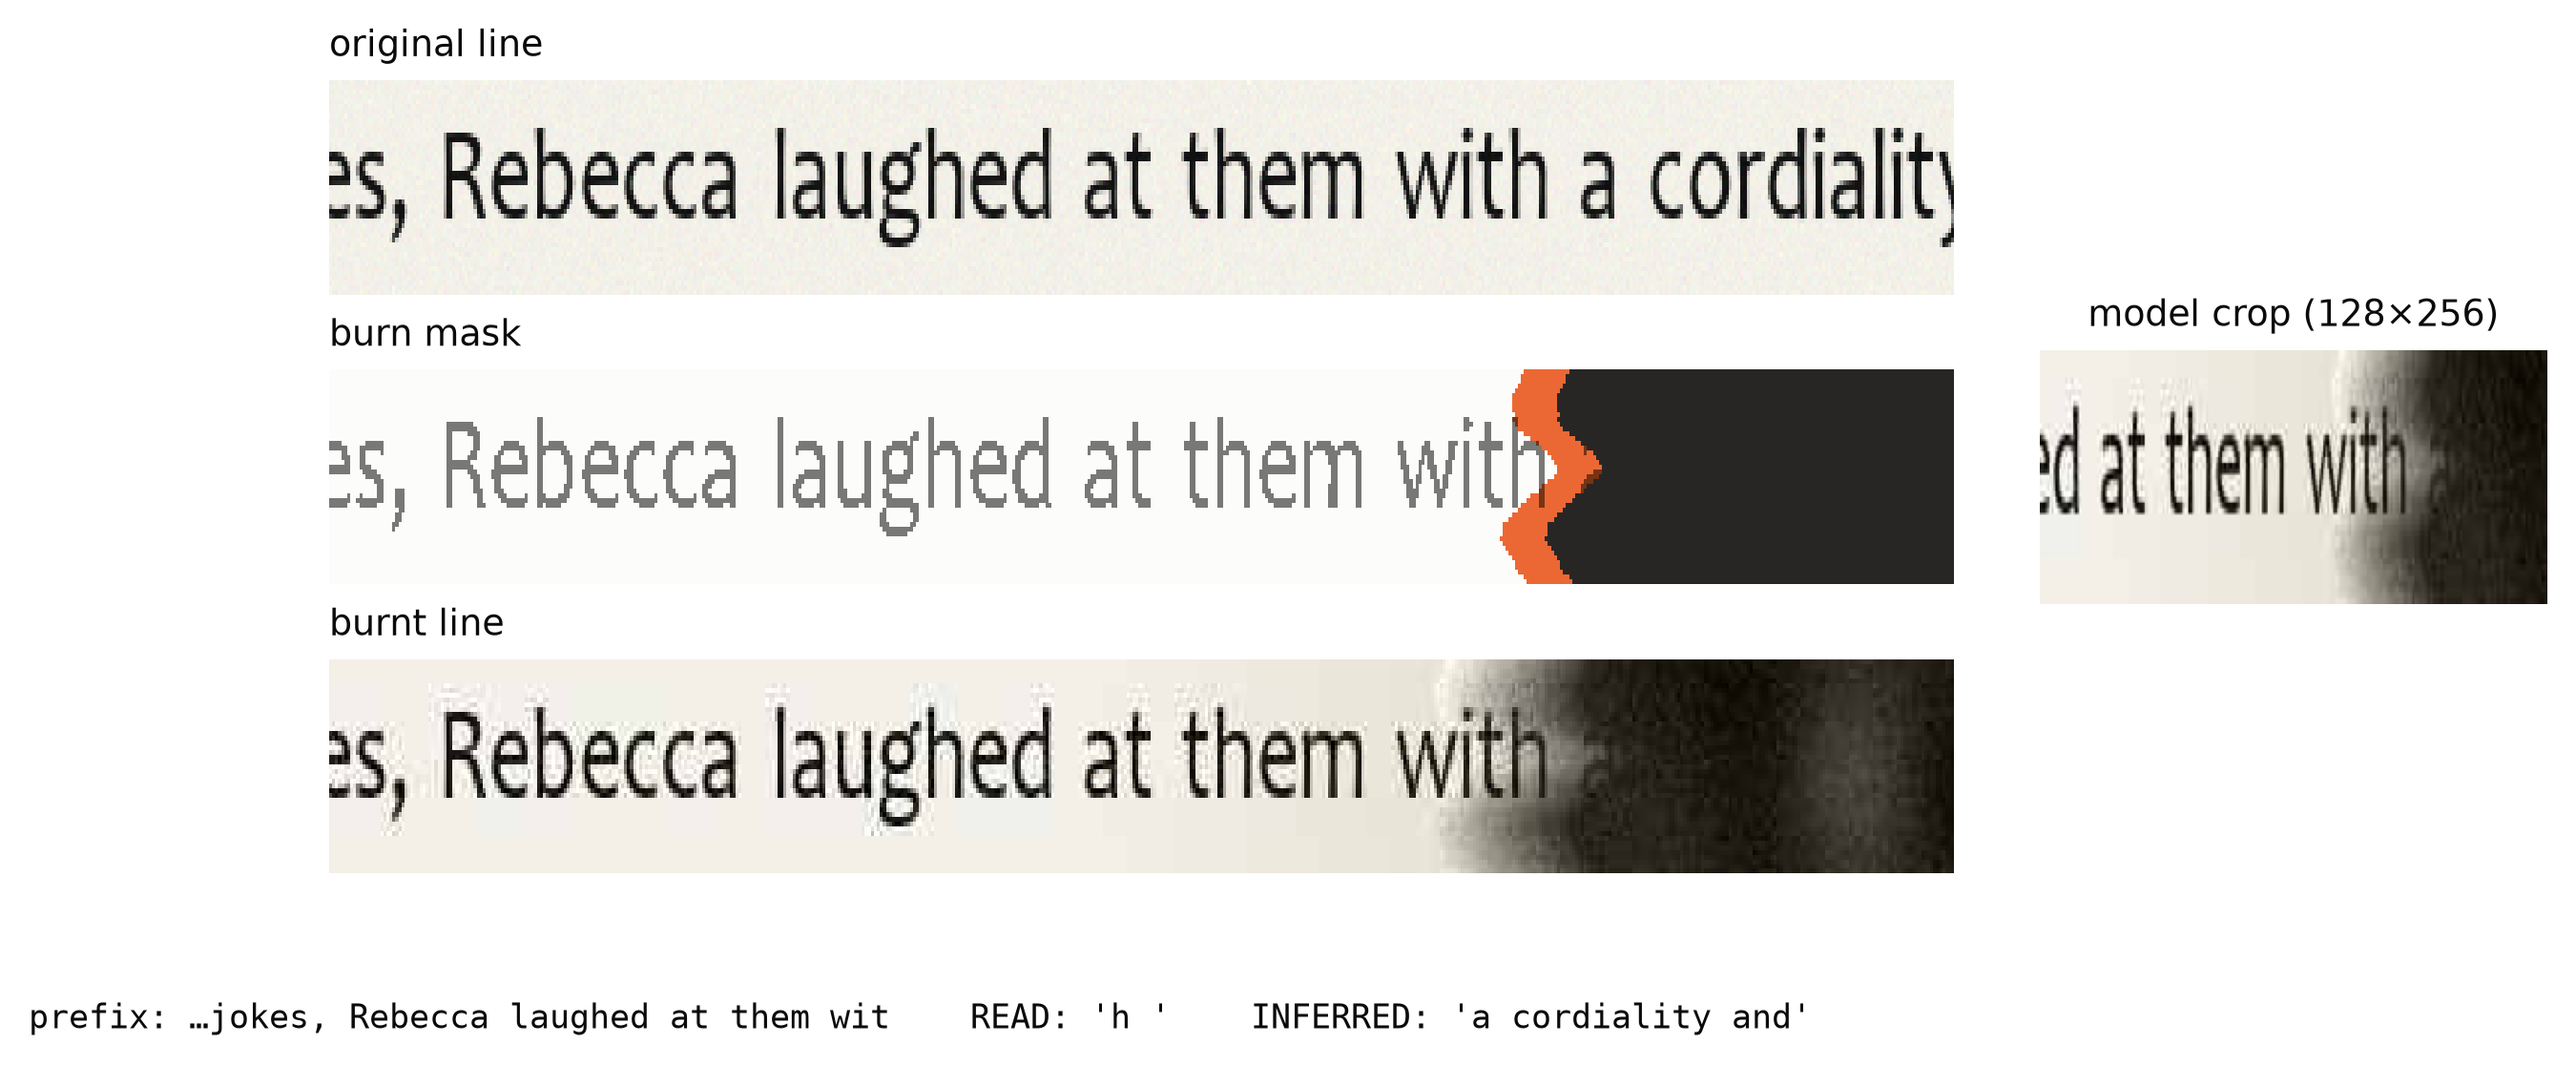 original line
es, Rebecca laughed at them with a cordiality
burn mask
es, Rebecca laughed at them with
model crop (128×256)
ed at them with
burnt line
es, Rebecca laughed at them with
prefix: …jokes, Rebecca laughed at them wit    READ: 'h '    INFERRED: 'a cordiality and'